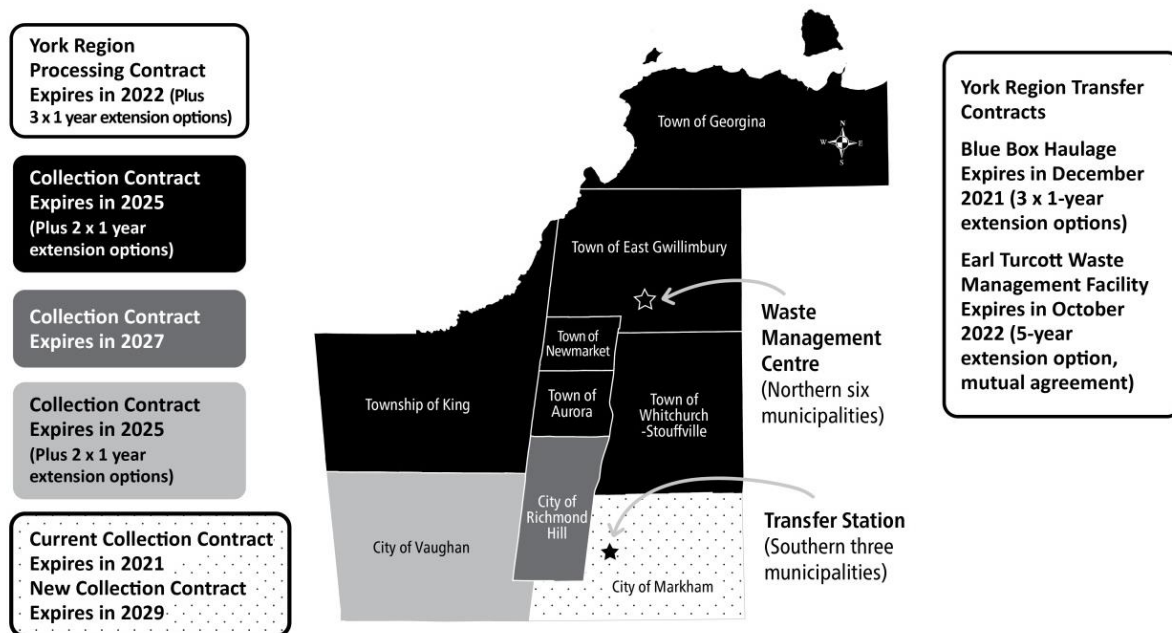 York Region
Processing Contract
Expires in 2022 (Plus
3 x 1 year extension options)
Collection Contract
Expires in 2025
(Plus 2 x 1 year
extension options)
Collection Contract
Expires in 2027
Collection Contract
Expires in 2025
(Plus 2 x 1 year
extension options)
Current Collection Contract
Expires in 2021
New Collection Contract
Expires in 2029
Town of Georgina
N
W E
S
Town of East Gwillimbury
Town of
Newmarket
Town of
Aurora
Township of King
Town of
Whitchurch
-Stouffville
City of
Richmond
Hill
City of Vaughan
City of Markham
Waste
Management
Centre
(Northern six
municipalities)
Transfer Station
(Southern three
municipalities)
York Region Transfer
Contracts
Blue Box Haulage
Expires in December
2021 (3 x 1-year
extension options)
Earl Turcott Waste
Management Facility
Expires in October
2022 (5-year
extension option,
mutual agreement)